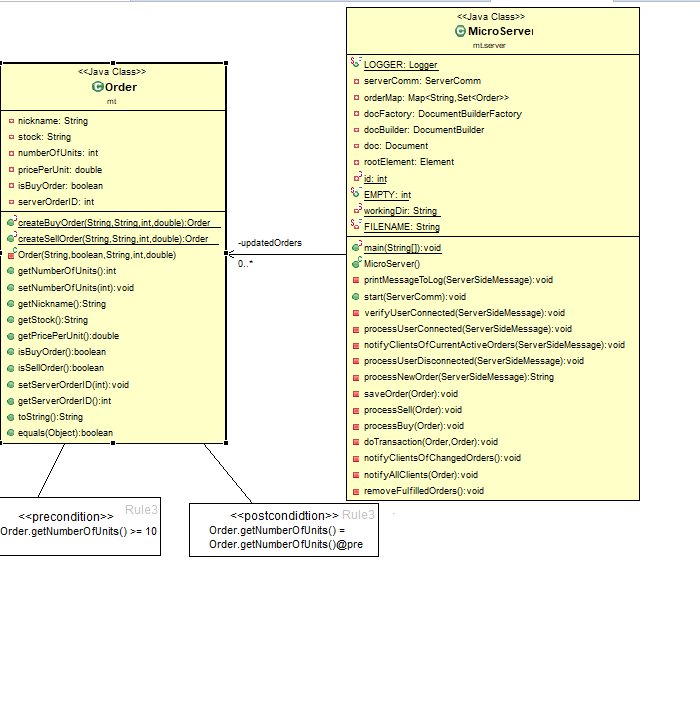 <<Java Class>>
Order
mt
nickname: String
stock: String
numberOfUnits: int
pricePerUnit: double
isBuyOrder: boolean
serverOrderID: int
createBuyOrder(String,String,int,double):Order
createSellOrder(String,String,int,double):Order
Order(String,boolean,String,int,double)
getNumberOfUnits():int
setNumberOfUnits(int):void
getNickname():String
getStock():String
getPricePerUnit():double
isBuyOrder():boolean
isSellOrder():boolean
setServerOrderID(int):void
getServerOrderID():int
toString():String
equals(Object):boolean
-updatedOrders
0..*
<<Java Class>>
MicroServer
mt.server
LOGGER: Logger
serverComm: ServerComm
orderMap: Map<String,Set<Order>>
docFactory: DocumentBuilderFactory
docBuilder: DocumentBuilder
doc: Document
rootElement: Element
id: int
EMPTY: int
workingDir: String
FILENAME: String
main(String[]):void
MicroServer()
printMessageToLog(ServerSideMessage):void
start(ServerComm):void
verifyUserConnected(ServerSideMessage):void
processUserConnected(ServerSideMessage):void
notifyClientsOfCurrentActiveOrders(ServerSideMessage):void
processUserDisconnected(ServerSideMessage):void
processNewOrder(ServerSideMessage):String
saveOrder(Order):void
processSell(Order):void
processBuy(Order):void
doTransaction(Order,Order):void
notifyClientsOfChangedOrders():void
notifyAllClients(Order):void
removeFulfilledOrders():void
Rule3
<<precondition>>
Order.getNumberOfUnits() >= 10
<<postcondidtion>> Rule3
Order.getNumberOfUnits() =
Order.getNumberOfUnits()@pre